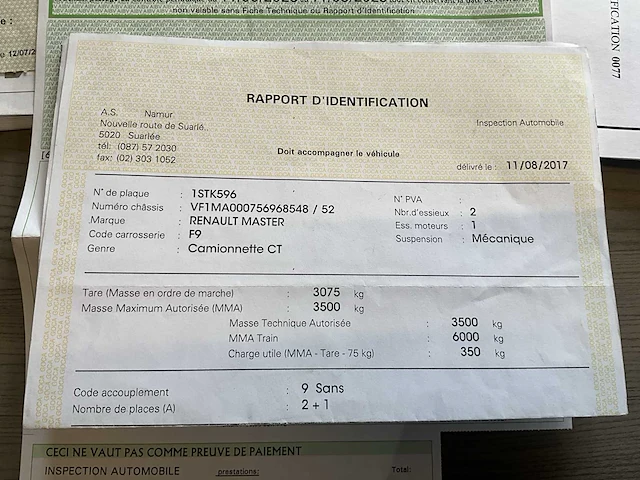 non valable sans Fiche Technique ou Rapport d'Identification
12/07/2
FICATION 0077
RAPPORT D'IDENTIFICATION
A.S. Namur
Nouvelle route de Suarlé..
5020 Suarlée
tél: (087) 57 2030
fax: (02) 303 1052
Inspection Automobile
Doit accompagner le véhicule
délivré le : 11/08/2017
N° de plaque : 1STK596
Numéro châssis : VF1MA000756968548 / 52
Marque : RENAULT MASTER
Code carrosserie : F9
Genre : Camionnette CT
N° PVA :
Nbr.d'essieux : 2
Ess. moteurs : 1
Suspension : Mécanique
Tare (Masse en ordre de marche) : 3075 kg
Masse Maximum Autorisée (MMA) : 3500 kg
Masse Technique Autorisée : 3500 kg
MMA Train : 6000 kg
Charge utile (MMA - Tare - 75 kg) : 350 kg
Code accouplement : 9 Sans
Nombre de places (A) : 2 + 1
CECI NE VAUT PAS COMME PREUVE DE PAIEMENT
INSPECTION AUTOMOBILE prestations: Total: